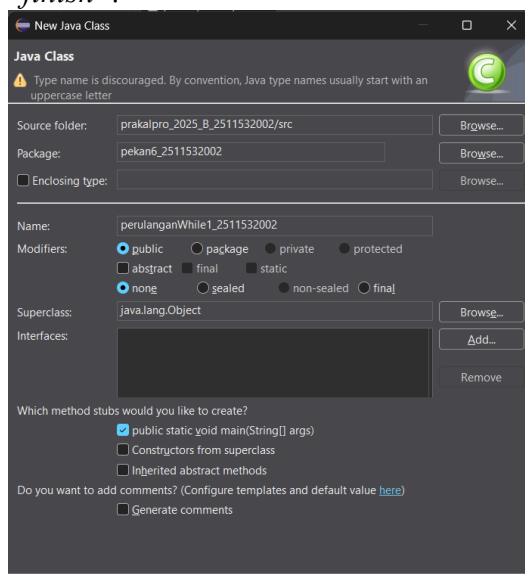 finish".
New Java Class
Java Class
Type name is discouraged. By convention, Java type names usually start with an
uppercase letter
Source folder: prakalpro_2025_B_2511532002/src Browse...
Package: pekan6_2511532002 Browse...
Enclosing type: Browse...
Name: perulanganWhile1_2511532002
Modifiers: public package private protected
abstract final static
none sealed non-sealed final
Superclass: java.lang.Object Browse...
Interfaces: Add...
Remove
Which method stubs would you like to create?
public static void main(String[] args)
Constructors from superclass
Inherited abstract methods
Do you want to add comments? (Configure templates and default value here)
Generate comments